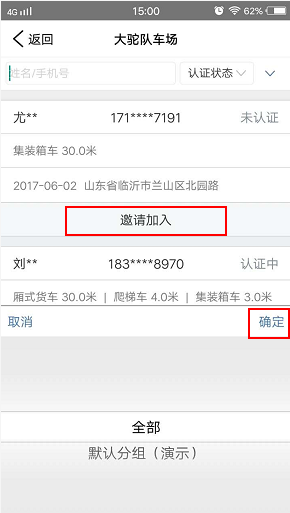 4G 15:00 62%
返回 大驼队车场
姓名/手机号 认证状态
尤** 171****7191 未认证
集装箱车 30.0米
2017-06-02 山东省临沂市兰山区北园路
邀请加入
刘** 183****8970 认证中
厢式货车 30.0米 | 爬梯车 4.0米 | 集装箱车 3.0米
取消 确定
全部
默认分组（演示）